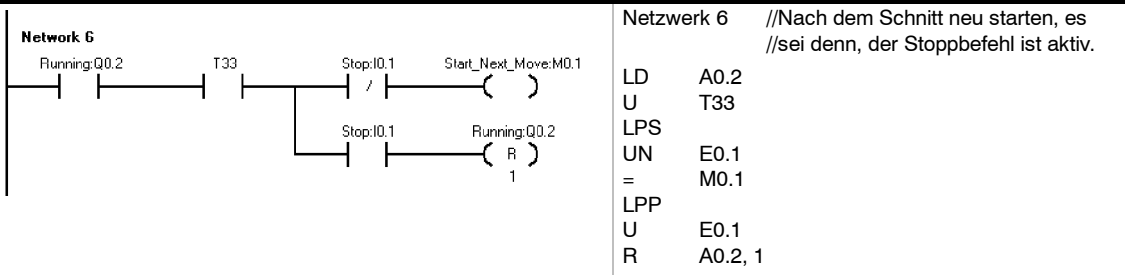 Network 6
Running:Q0.2 T33 Stop:I0.1 Start_Next_Move:M0.1
/
Stop:I0.1 Running:Q0.2
R
1
Netzwerk 6 //Nach dem Schnitt neu starten, es
//sei denn, der Stoppbefehl ist aktiv.
LD A0.2
U T33
LPS
UN E0.1
= M0.1
LPP
U E0.1
R A0.2, 1